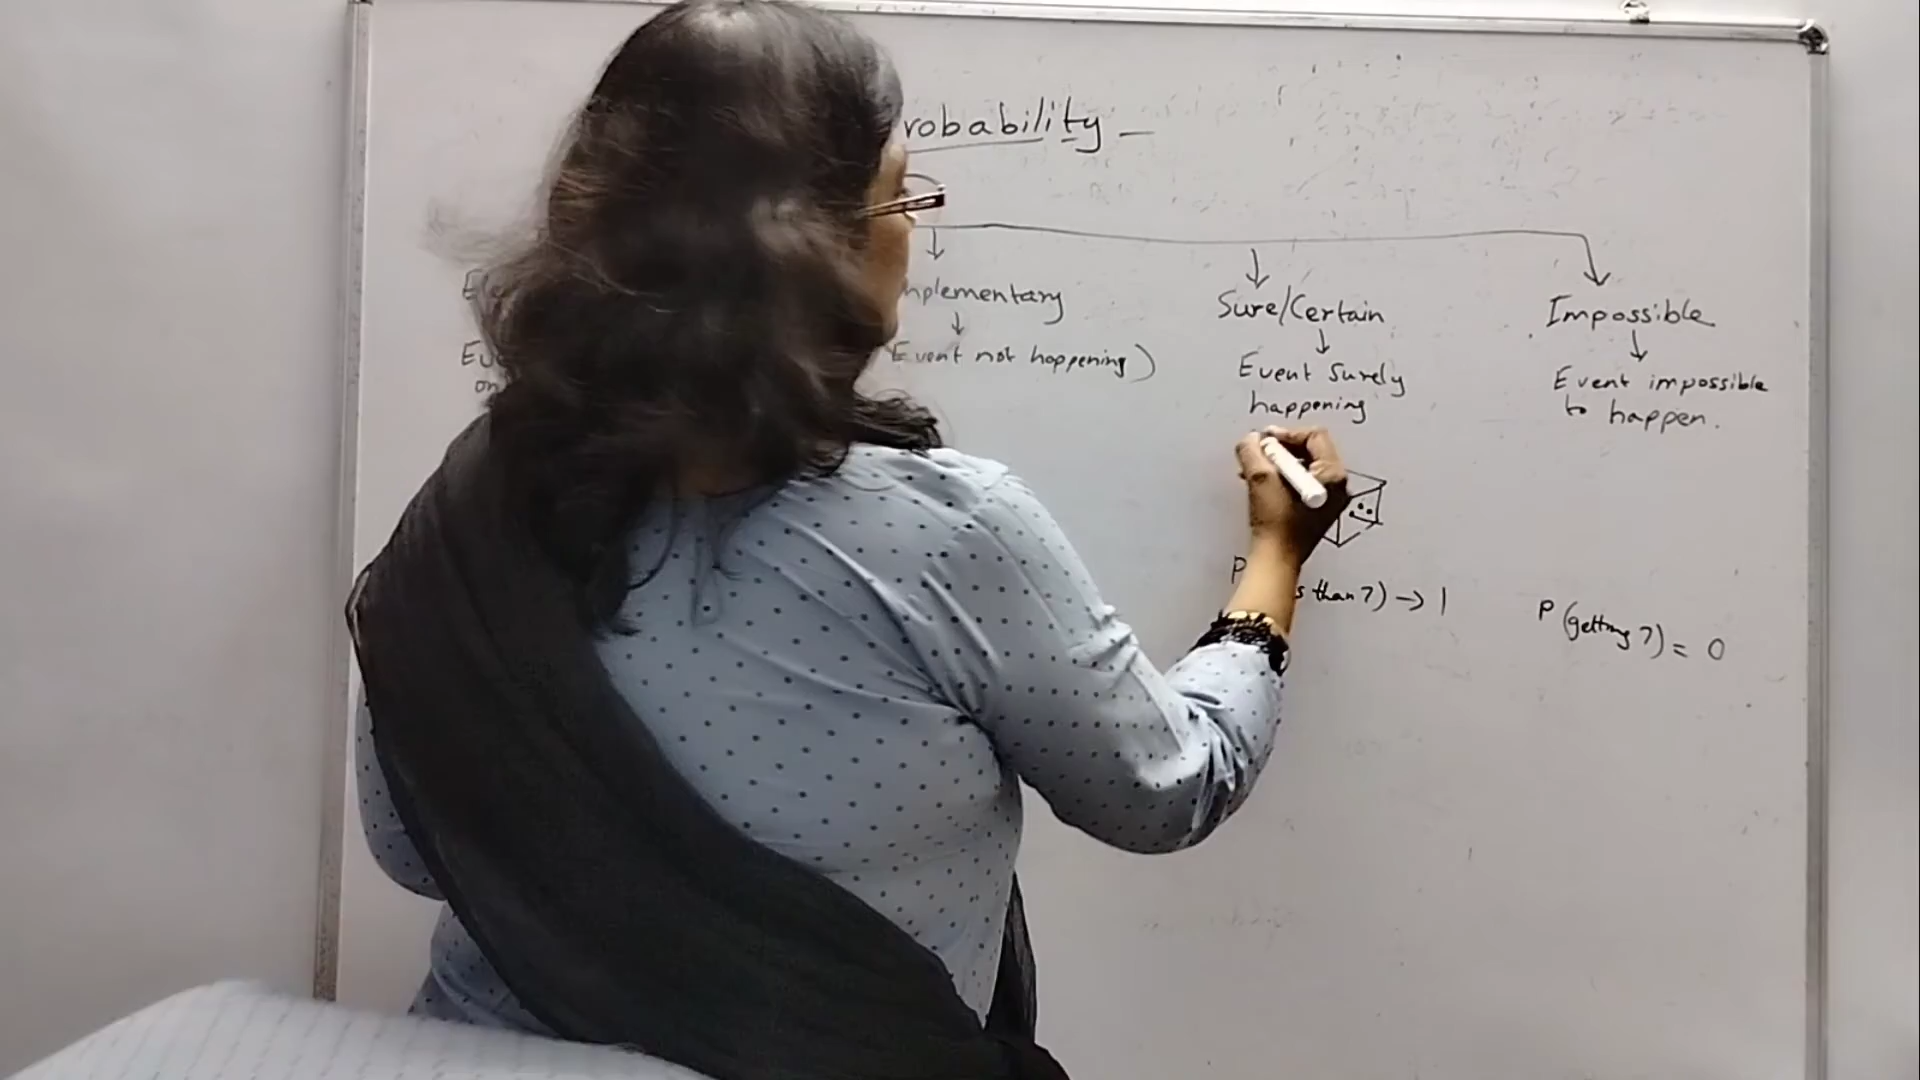 robability
nplementary
Sure/Certain
Impossible
Event not happening)
Event Surely
happening
Event impossible
to happen.
P
s than 7) → 1
P (getting 7) = 0